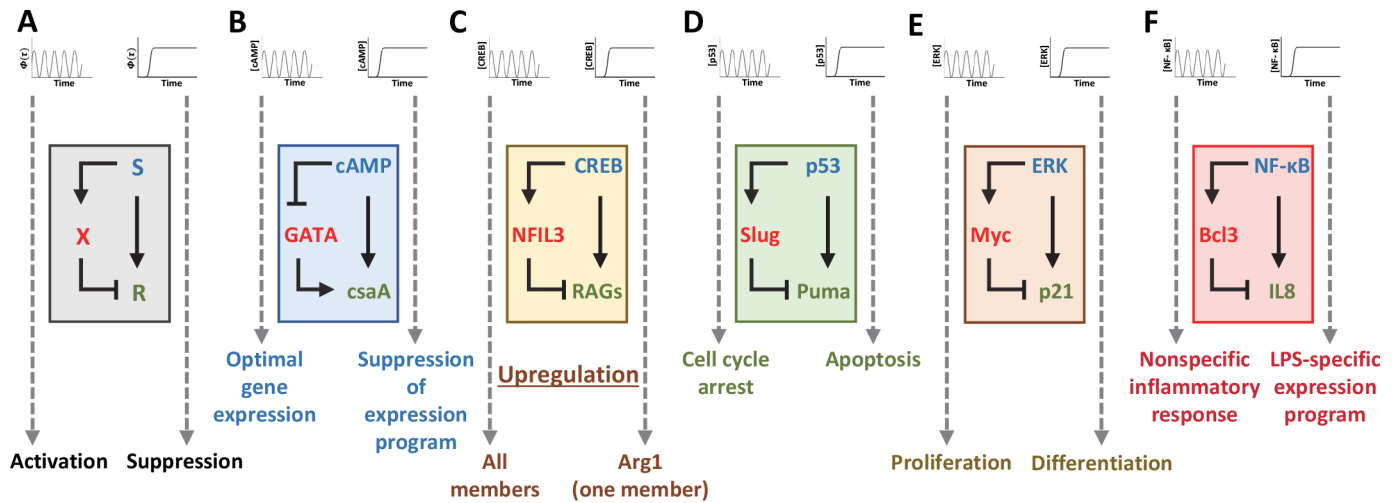 A
Φ(τ)
Time
Φ(τ)
Time
S
X
R
Activation
Suppression
B
[cAMP]
Time
[cAMP]
Time
cAMP
GATA
csaA
Optimal
gene
expression
Suppression
of
expression
program
C
[CREB]
Time
[CREB]
Time
CREB
NFIL3
RAGs
Upregulation
All
members
Arg1
(one member)
D
[p53]
Time
[p53]
Time
p53
Slug
Puma
Cell cycle
arrest
Apoptosis
E
[ERK]
Time
[ERK]
Time
ERK
Myc
p21
Proliferation
Differentiation
F
[NF- κB]
Time
[NF- κB]
Time
NF-κB
Bcl3
IL8
Nonspecific
inflammatory
response
LPS-specific
expression
program